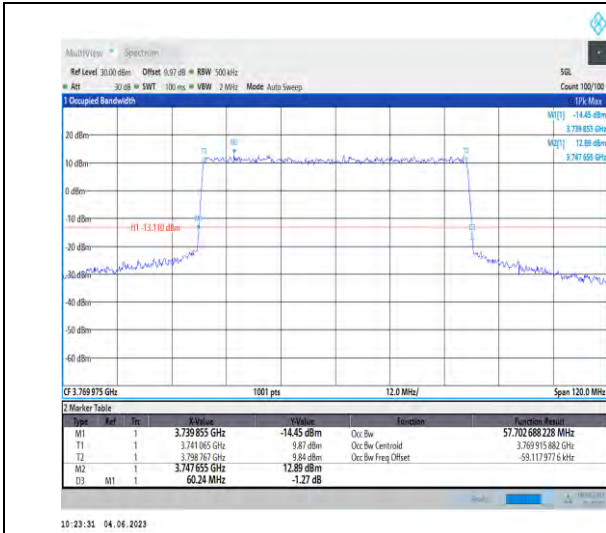 MultiView Spectrum
Ref Level 30.00 dBm Offset 9.97 dB RBW 500 kHz SGL
Att 30 dB SWT 100 ms VBW 2 MHz Mode Auto Sweep Count 100/100
1 Occupied Bandwidth 1Pk Max
M1[1] -14.45 dBm
3.739 855 GHz
M2[1] 12.89 dBm
3.747 655 GHz
20 dBm
M2
10 dBm
0 dBm
-10 dBm
H1 -13.110 dBm
-20 dBm
-30 dBm
-40 dBm
-50 dBm
-60 dBm
CF 3.769 975 GHz 1001 pts 12.0 MHz/ Span 120.0 MHz
2 Marker Table
Type Ref Trc X-Value Y-Value Function Function Result
M1 1 3.739 855 GHz -14.45 dBm Occ Bw 57.702 688 228 MHz
T1 1 3.741 065 GHz 9.87 dBm Occ Bw Centroid 3.769 915 882 GHz
T2 1 3.798 767 GHz 9.84 dBm Occ Bw Freq Offset -59.117 977 6 kHz
M2 1 3.747 655 GHz 12.89 dBm
D3 M1 1 60.24 MHz -1.27 dB
10:23:31 04.06.2023